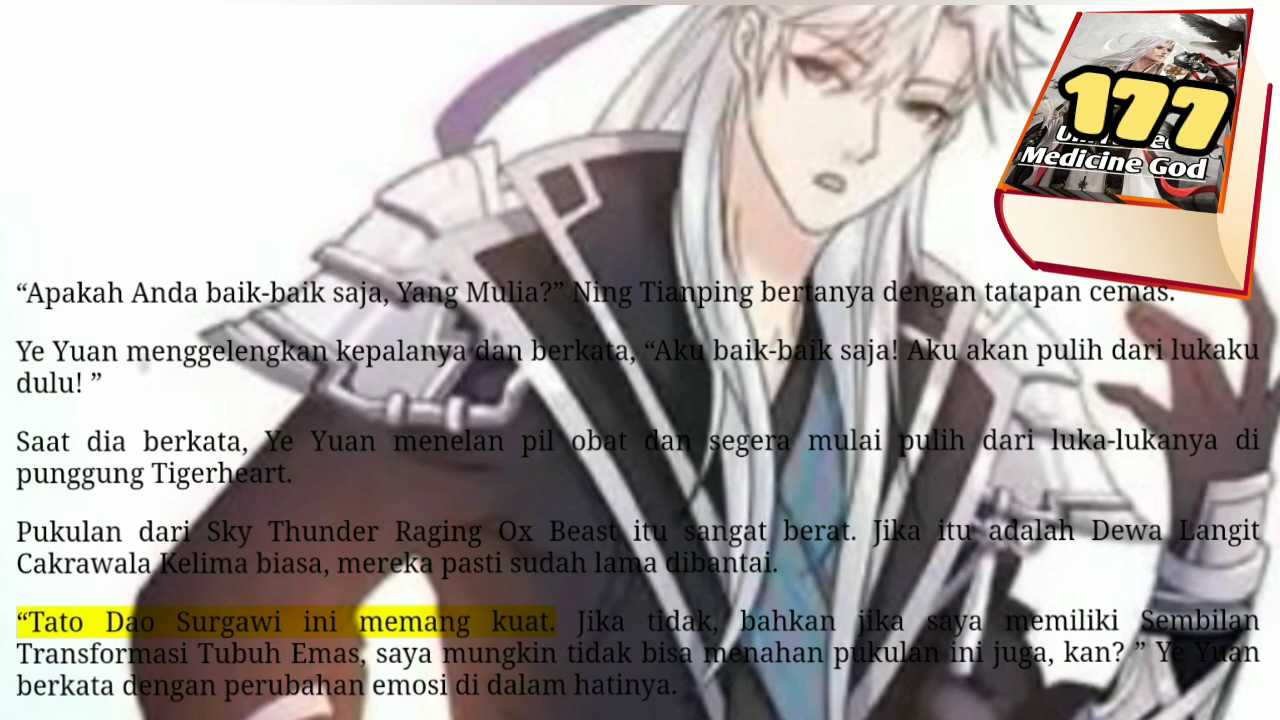 177
Medicine God
“Apakah Anda baik-baik saja, Yang Mulia?” Ning Tianping bertanya dengan tatapan cemas.
Ye Yuan menggelengkan kepalanya dan berkata, “Aku baik-baik saja! Aku akan pulih dari lukaku
dulu! ”
Saat dia berkata, Ye Yuan menelan pil obat dan segera mulai pulih dari luka-lukanya di
punggung Tigerheart.
Pukulan dari Sky Thunder Raging Ox Beast itu sangat berat. Jika itu adalah Dewa Langit
Cakrawala Kelima biasa, mereka pasti sudah lama dibantai.
“Tato Dao Surgawi ini memang kuat. Jika tidak, bahkan jika saya memiliki Sembilan
Transformasi Tubuh Emas, saya mungkin tidak bisa menahan pukulan ini juga, kan? ” Ye Yuan
berkata dengan perubahan emosi di dalam hatinya.